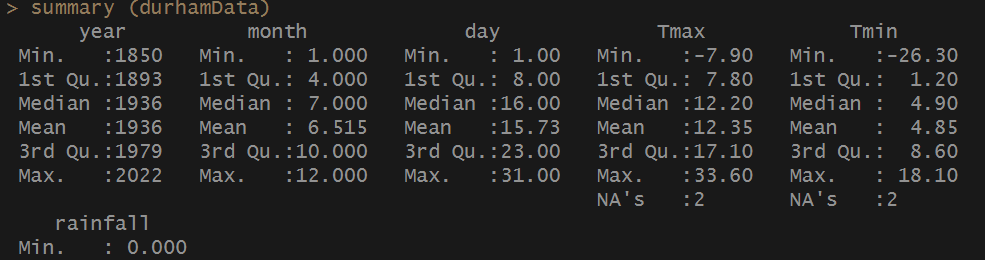 > summary (durhamData)
      year          month             day             Tmax            Tmin
 Min.   :1850   Min.   : 1.000   Min.   : 1.00   Min.   :-7.90   Min.   :-26.30
 1st Qu.:1893   1st Qu.: 4.000   1st Qu.: 8.00   1st Qu.: 7.80   1st Qu.:  1.20
 Median :1936   Median : 7.000   Median :16.00   Median :12.20   Median :  4.90
 Mean   :1936   Mean   : 6.515   Mean   :15.73   Mean   :12.35   Mean   :  4.85
 3rd Qu.:1979   3rd Qu.:10.000   3rd Qu.:23.00   3rd Qu.:17.10   3rd Qu.:  8.60
 Max.   :2022   Max.   :12.000   Max.   :31.00   Max.   :33.60   Max.   : 18.10
                                                 NA's   :2       NA's   :2
    rainfall
 Min.   : 0.000